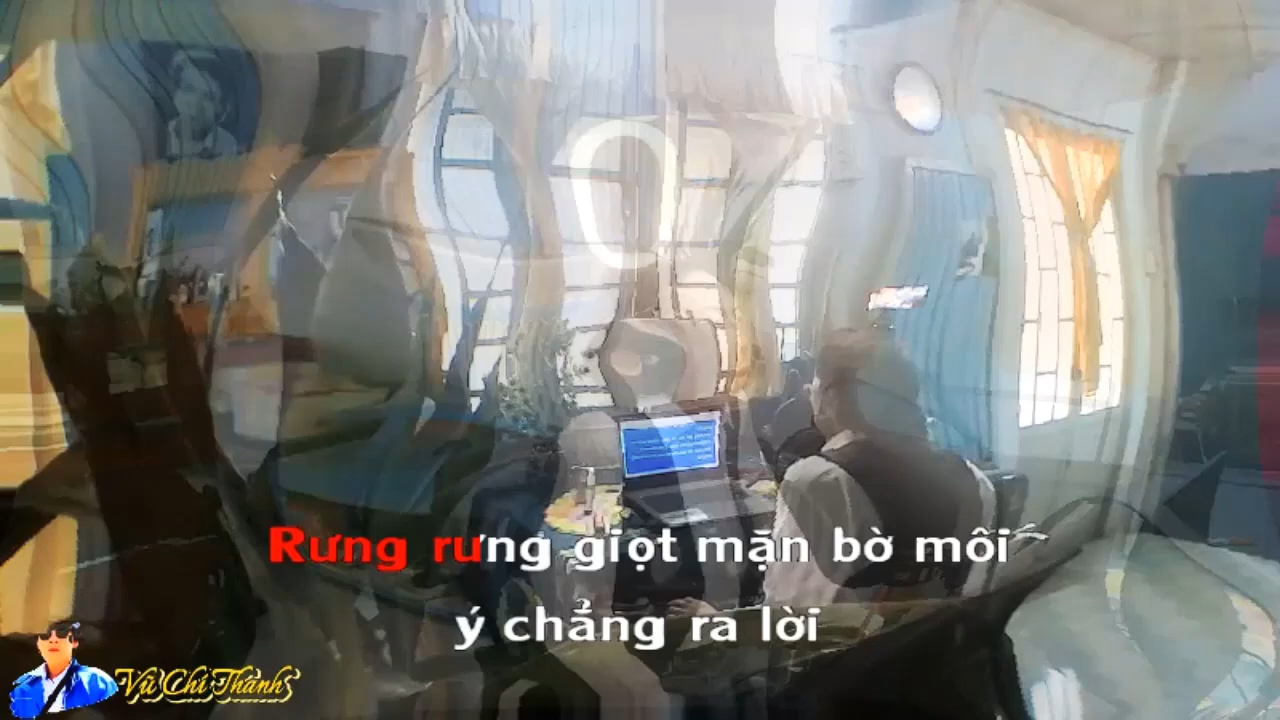 Rưng rưng giọt mặn bờ môi
ý chẳng ra lời
Vũ Chí Thành